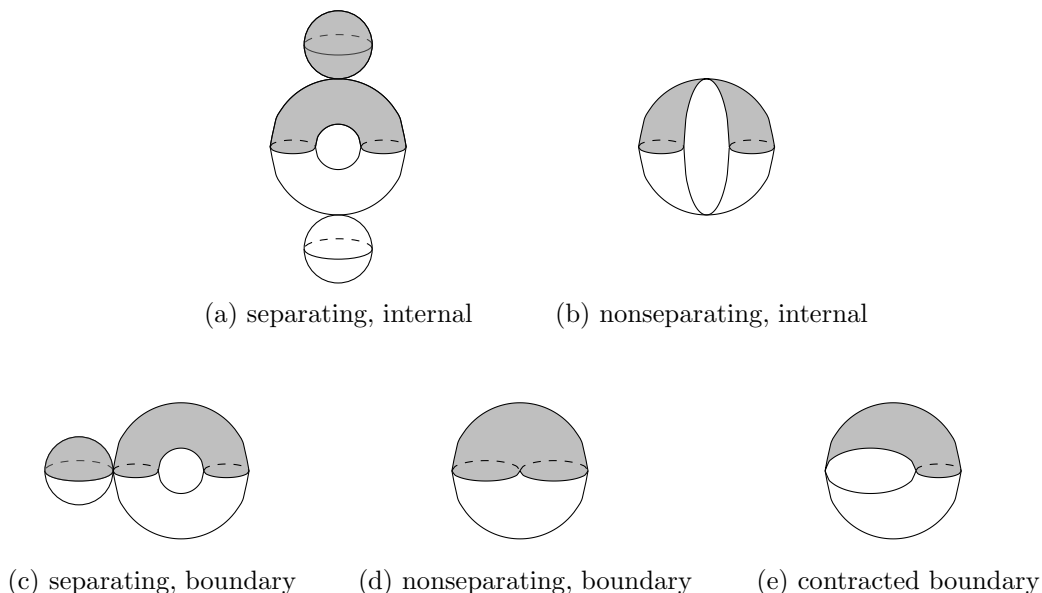 (a) separating, internal
(b) nonseparating, internal
(c) separating, boundary
(d) nonseparating, boundary
(e) contracted boundary